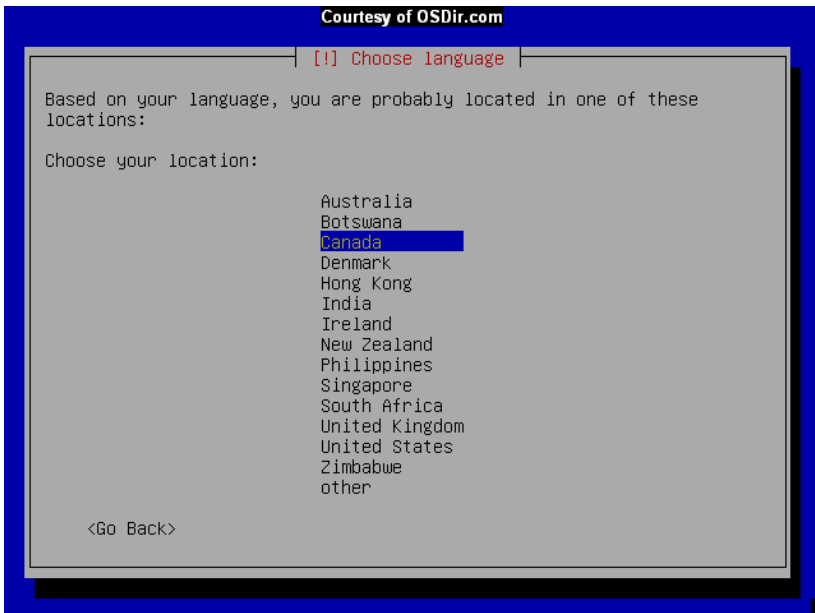 Courtesy of OSDir.com
[!] Choose language
Based on your language, you are probably located in one of these
locations:
Choose your location:
Australia
Botswana
Canada
Denmark
Hong Kong
India
Ireland
New Zealand
Philippines
Singapore
South Africa
United Kingdom
United States
Zimbabwe
other
<Go Back>